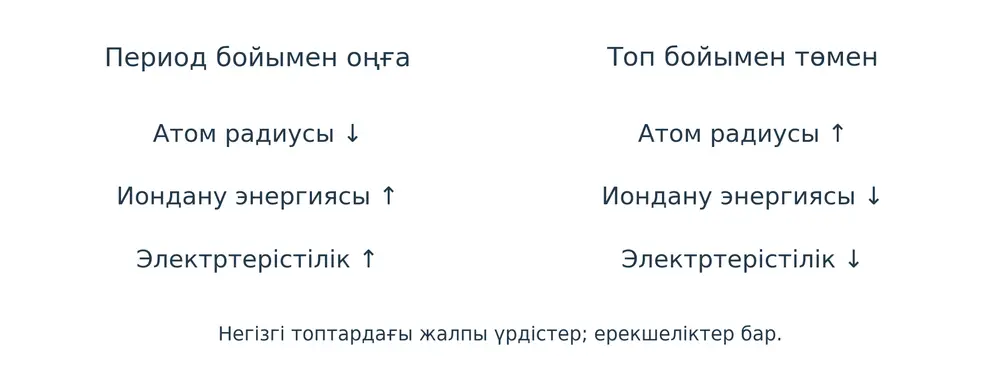 Период бойымен оңға
Атом радиусы ↓
Иондану энергиясы ↑
Электртерістілік ↑
Топ бойымен төмен
Атом радиусы ↑
Иондану энергиясы ↓
Электртерістілік ↓
Негізгі топтардағы жалпы үрдістер; ерекшеліктер бар.